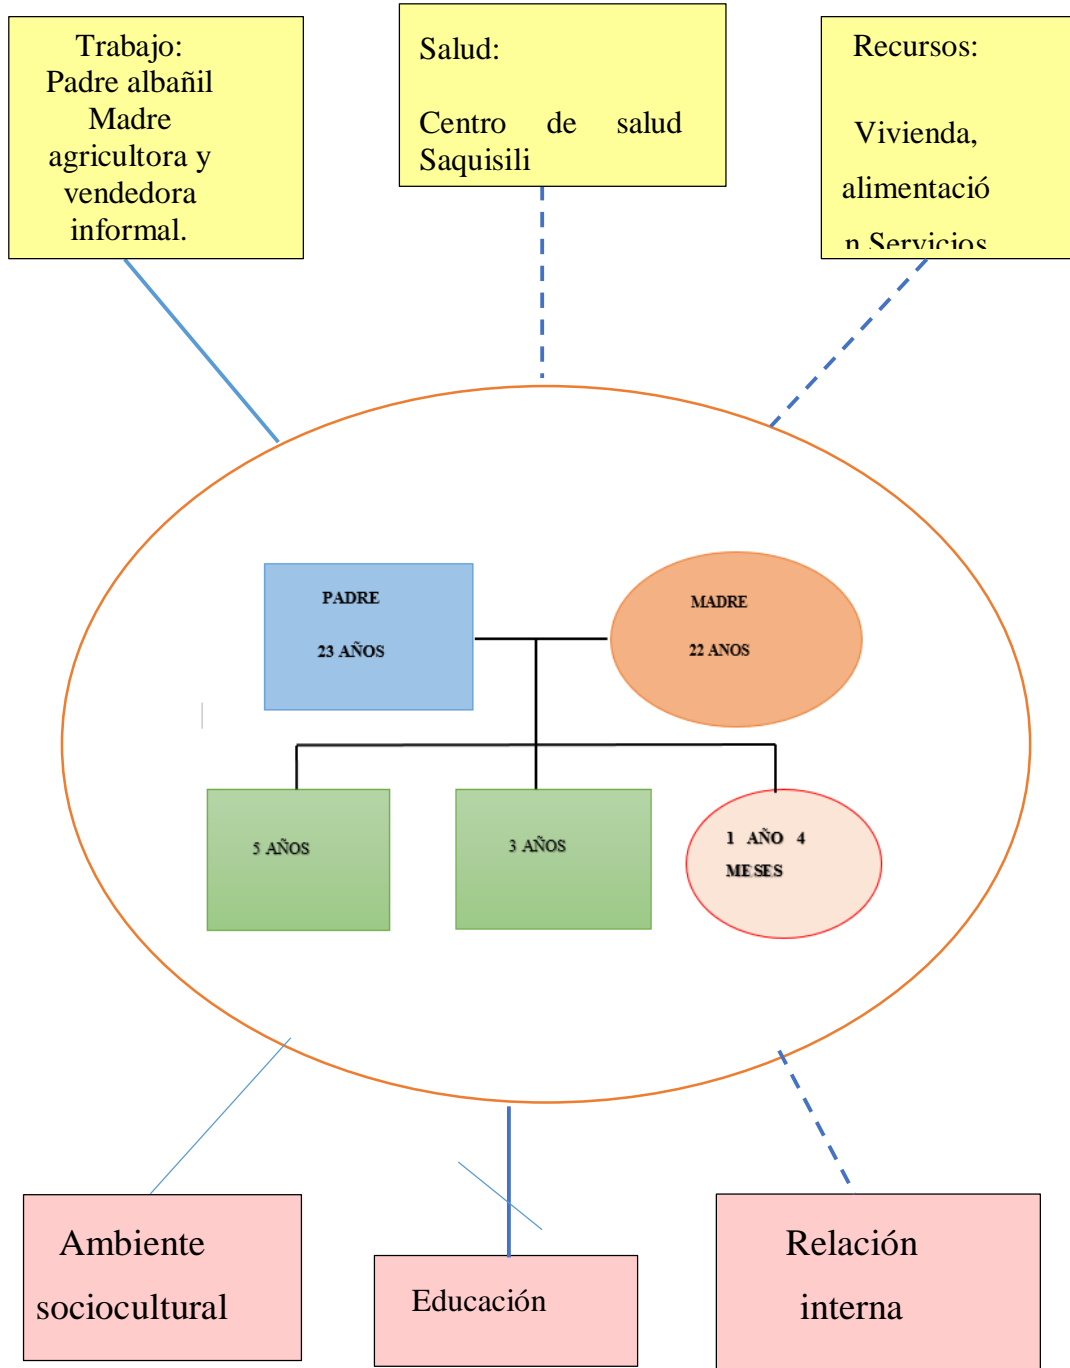 Trabajo:
Padre albañil
Madre
agricultora y
vendedora
informal.
Salud:
Centro de salud
Saquisili
Recursos:
Vivienda,
alimentació
n Servicios
PADRE
23 AÑOS
MADRE
22 ANOS
5 AÑOS
3 AÑOS
1 AÑO 4
MESES
Ambiente
sociocultural
Educación
Relación
interna